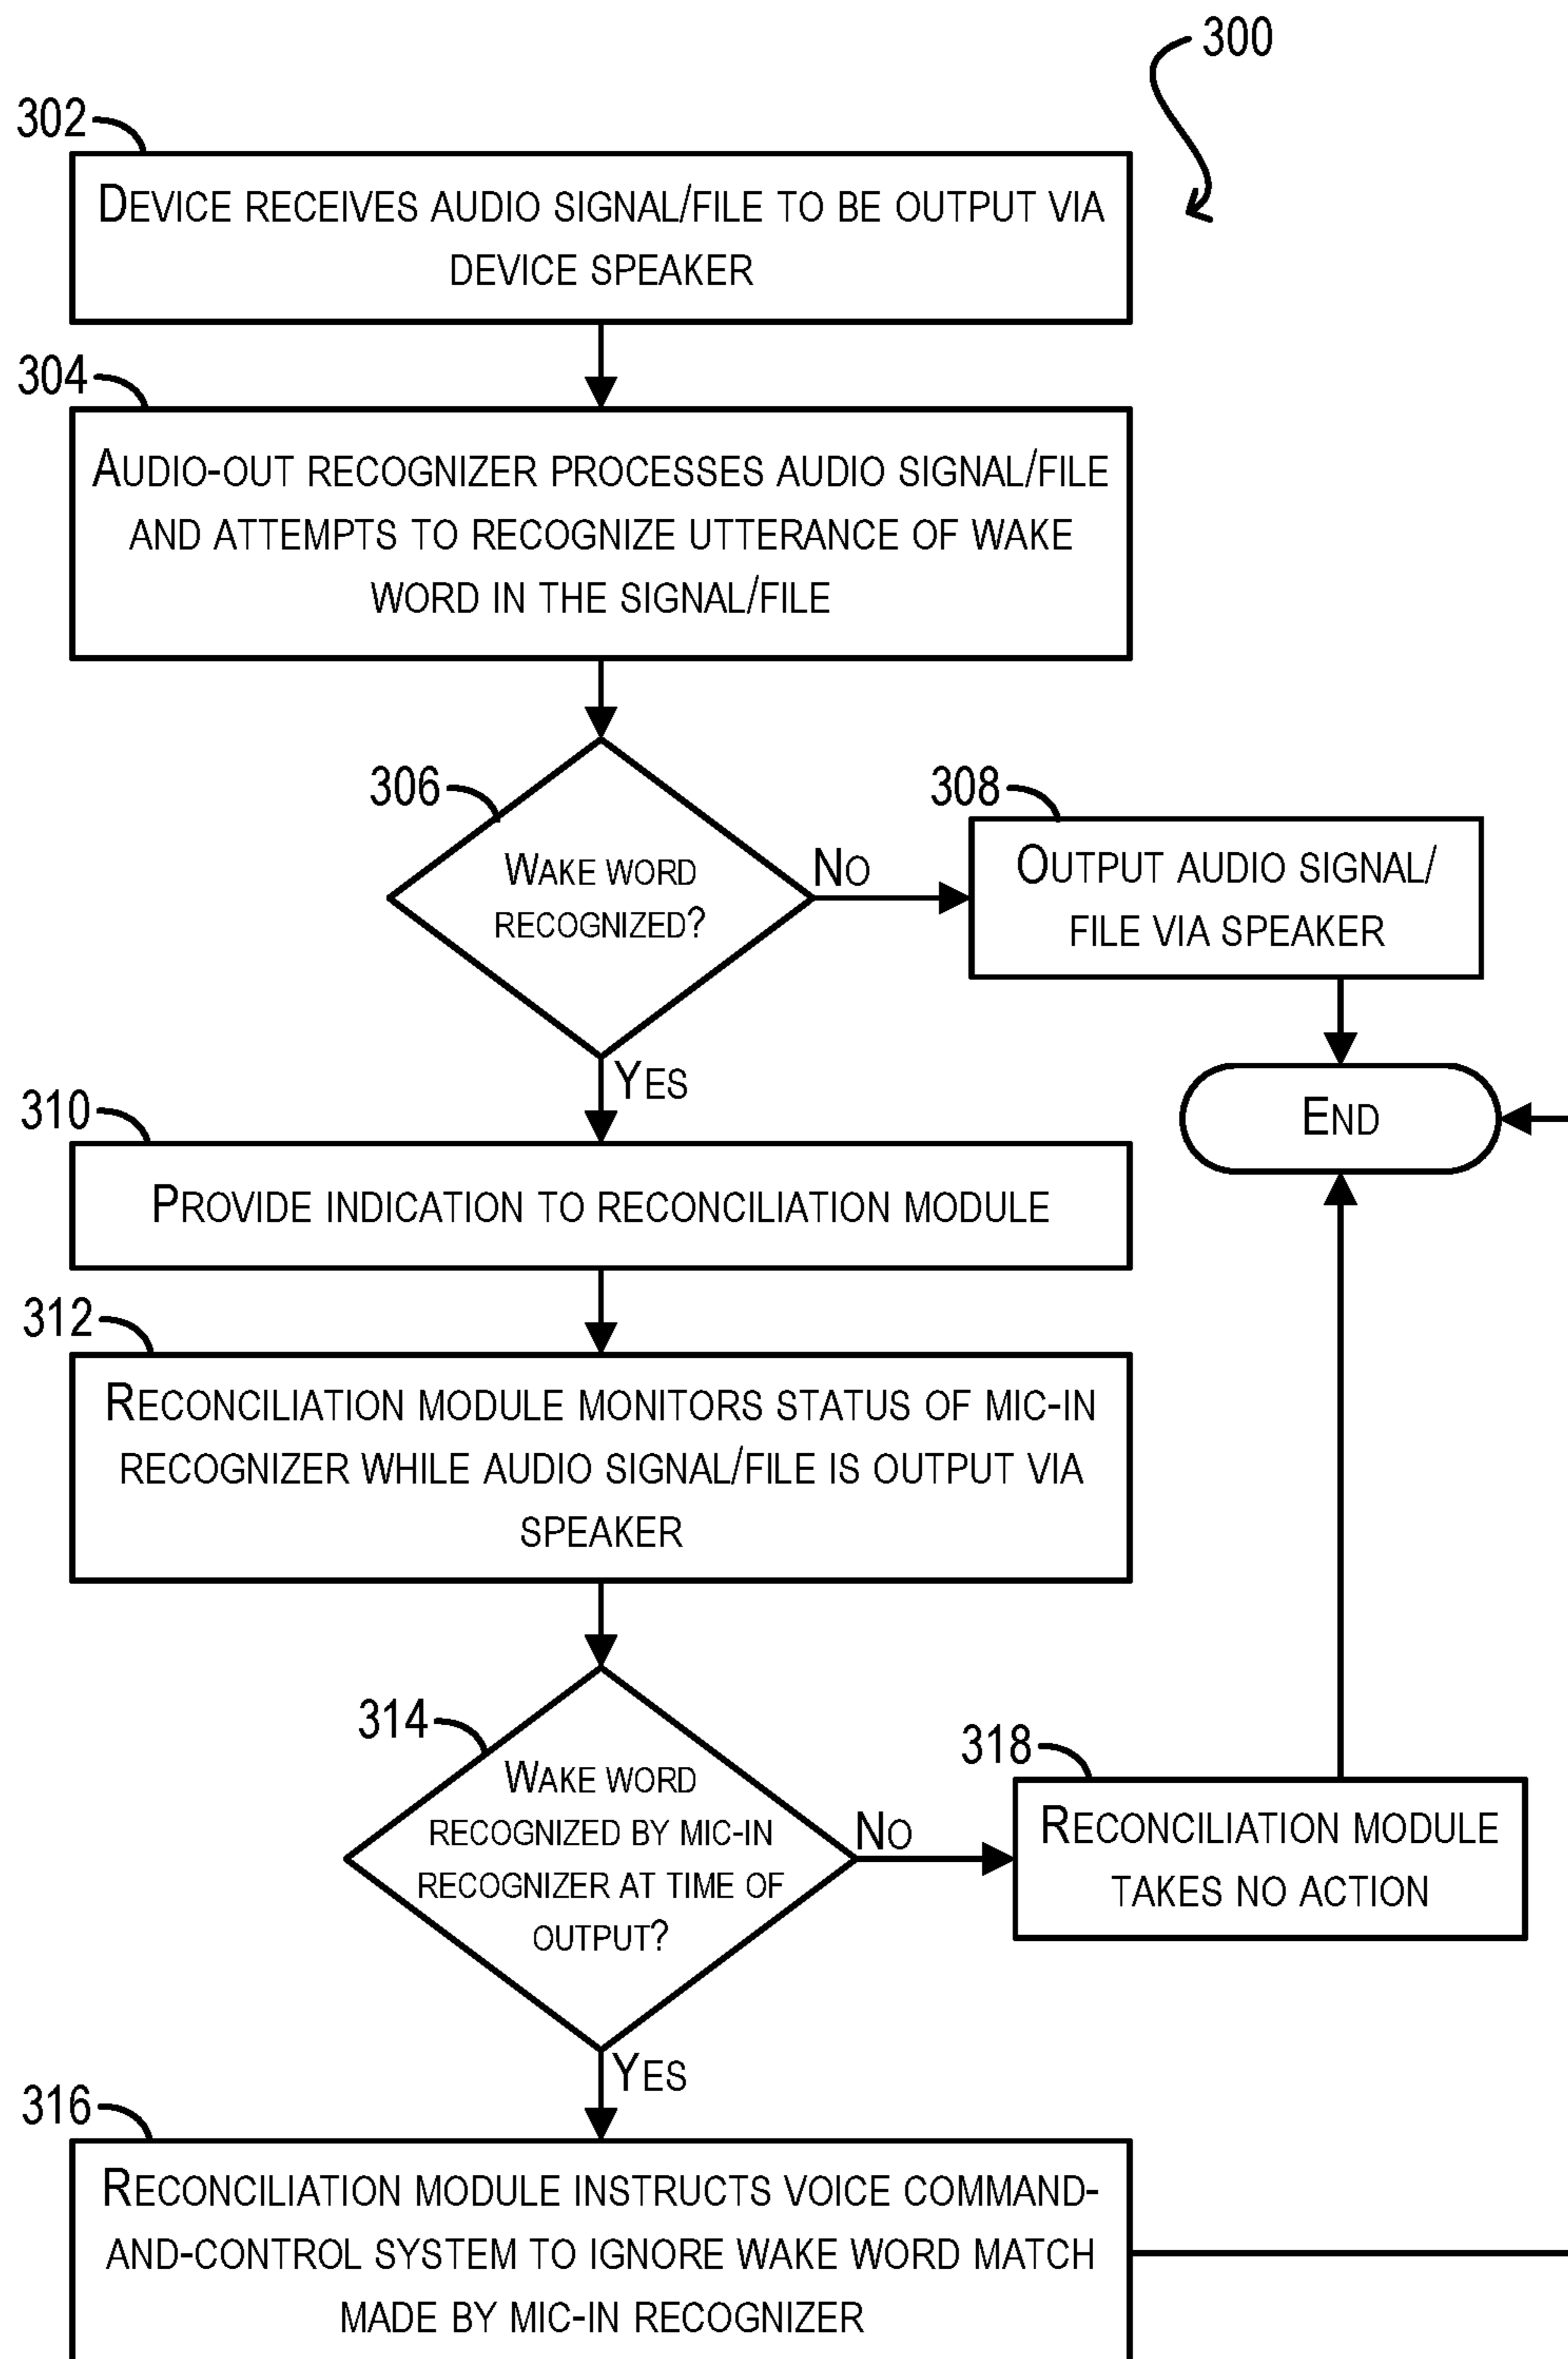 300
302
Device receives audio signal/file to be output via
device speaker
304
Audio-out recognizer processes audio signal/file
and attempts to recognize utterance of wake
word in the signal/file
306
Wake word
recognized?
No
308
Output audio signal/
file via speaker
Yes
End
310
Provide indication to reconciliation module
312
Reconciliation module monitors status of mic-in
recognizer while audio signal/file is output via
speaker
314
Wake word
recognized by mic-in
recognizer at time of
output?
No
318
Reconciliation module
takes no action
Yes
316
Reconciliation module instructs voice command-
and-control system to ignore wake word match
made by mic-in recognizer